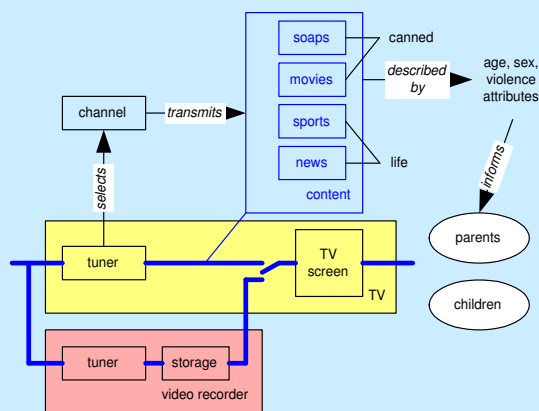 soaps
canned
movies
described
by
age, sex,
violence
attributes
channel
transmits
sports
news
life
content
selects
informs
tuner
TV
screen
TV
parents
children
tuner
storage
video recorder